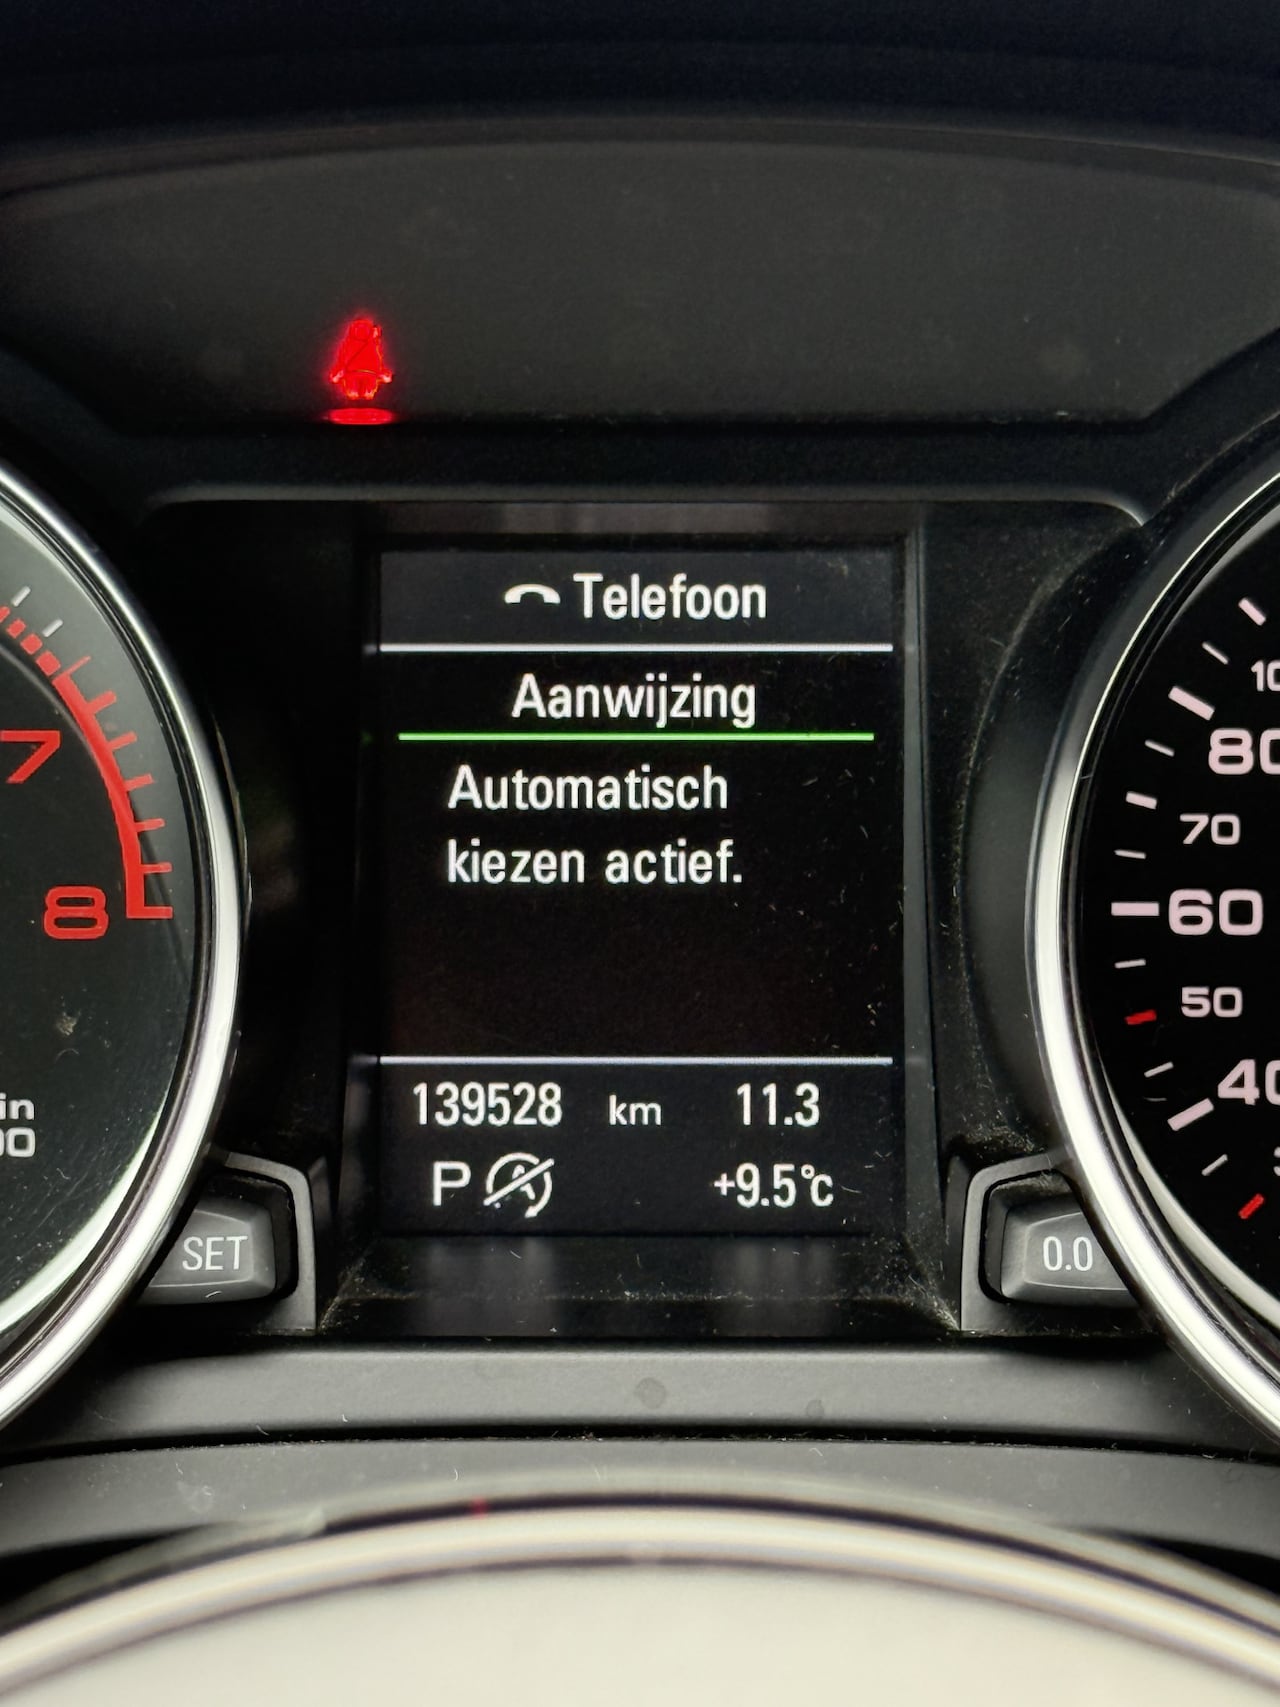 Telefoon
Aanwijzing
Automatisch
kiezen actief.
139528 km 11.3
P +9.5°c
SET
0.0
7
8
80
70
60
50